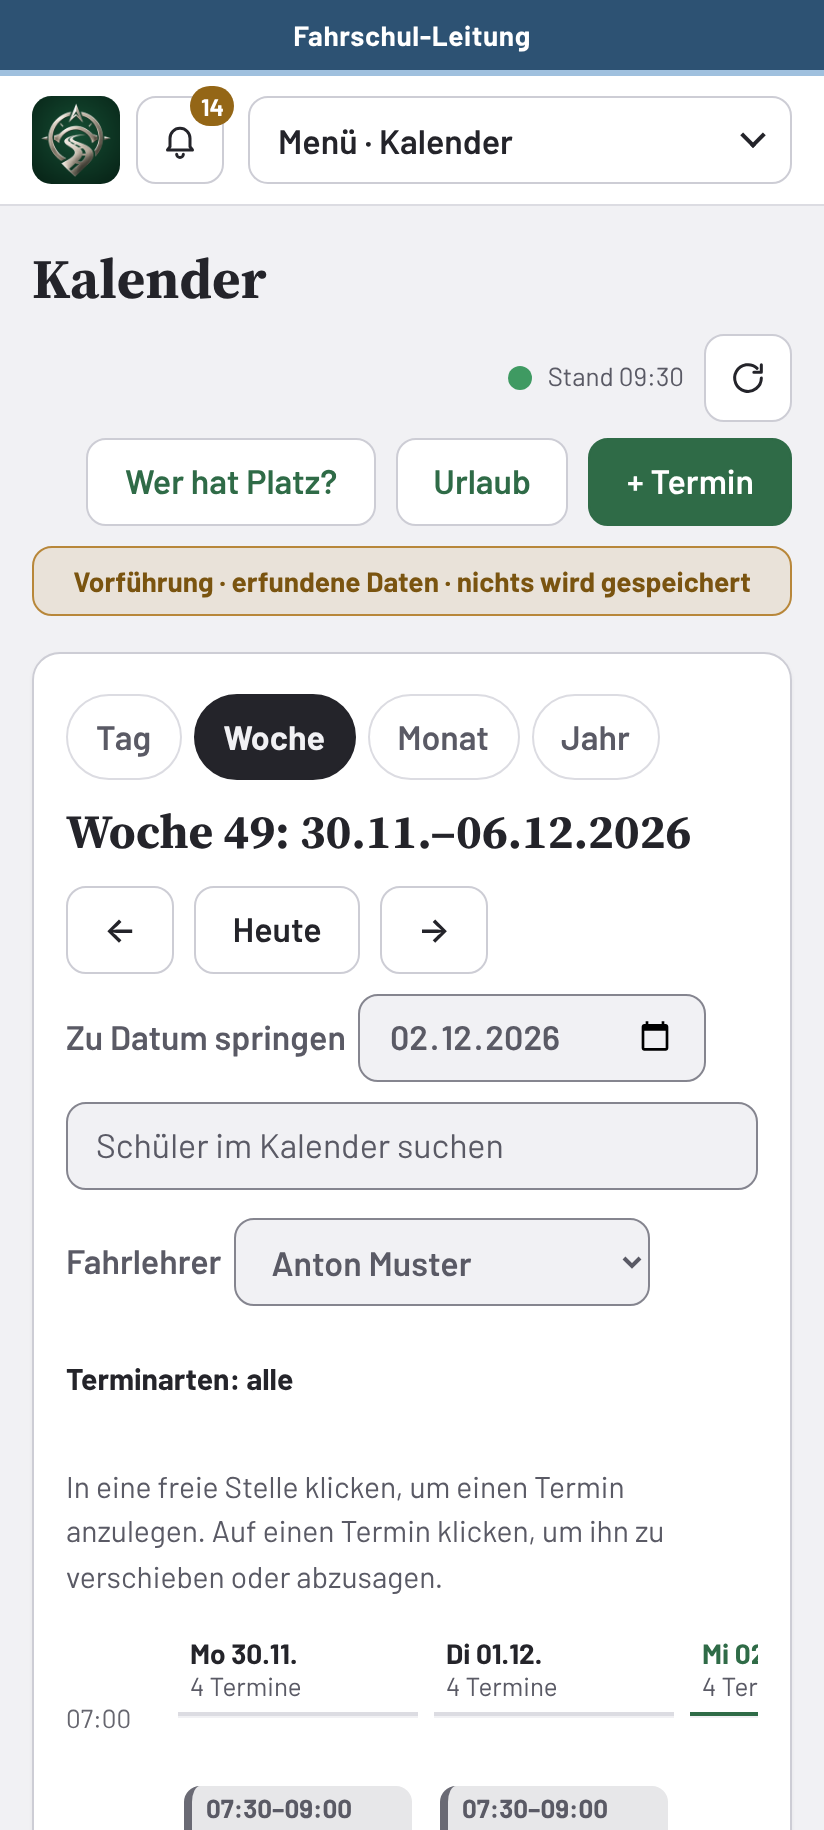 Fahrschul-Leitung
14
Menü · Kalender
Kalender
Stand 09:30
Wer hat Platz?
Urlaub
+ Termin
Vorführung · erfundene Daten · nichts wird gespeichert
Tag
Woche
Monat
Jahr
Woche 49: 30.11.–06.12.2026
←
Heute
→
Zu Datum springen
02.12.2026
Schüler im Kalender suchen
Fahrlehrer
Anton Muster
Terminarten: alle
In eine freie Stelle klicken, um einen Termin
anzulegen. Auf einen Termin klicken, um ihn zu
verschieben oder abzusagen.
Mo 30.11.
4 Termine
Di 01.12.
4 Termine
Mi 02
4 Ter
07:00
07:30–09:00
07:30–09:00